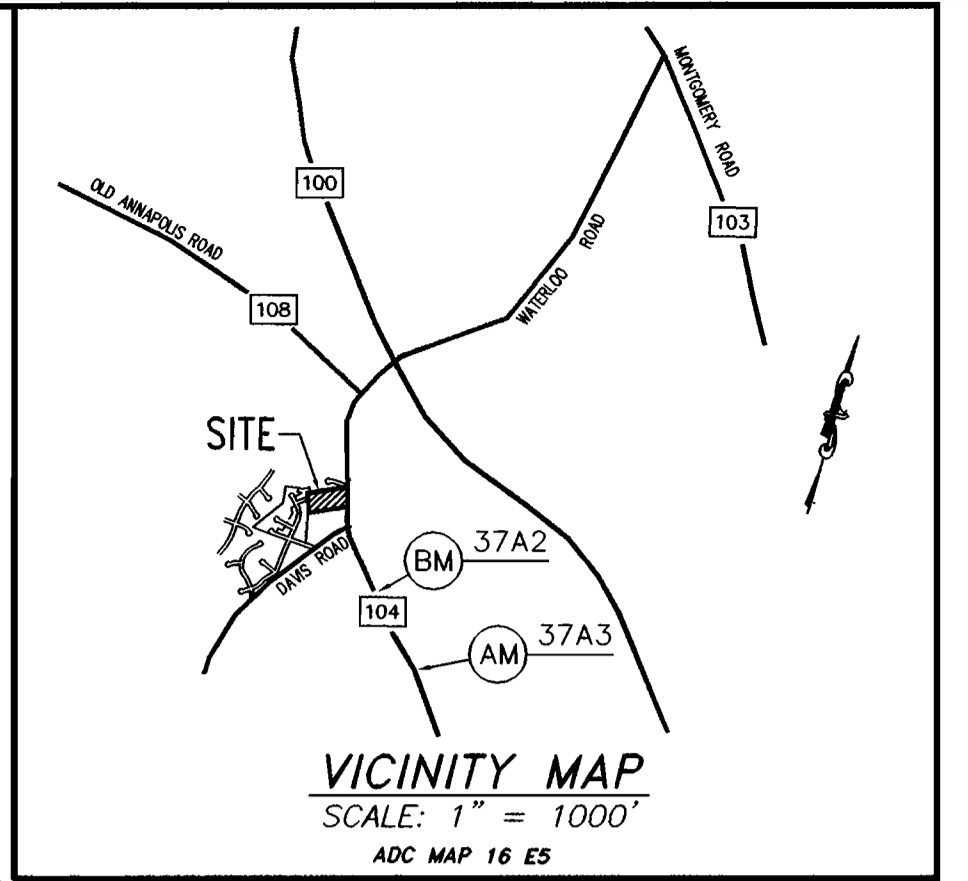 MONTGOMERY ROAD
100
OLD ANNAPOLIS ROAD
103
WATERLOO ROAD
108
SITE
BM 37A2
DAVIS ROAD
104
AM 37A3
VICINITY MAP
SCALE: 1" = 1000'
ADC MAP 16 E5